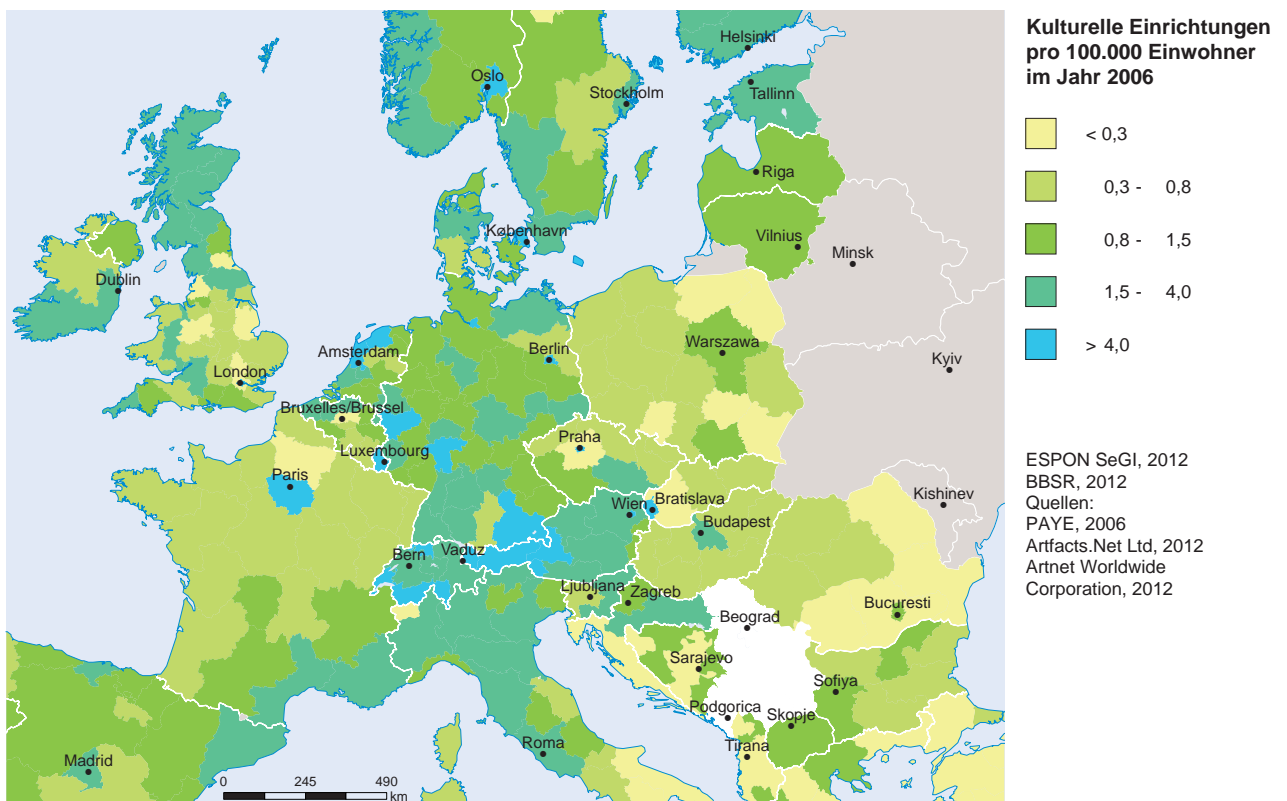 Kulturelle Einrichtungen
pro 100.000 Einwohner
im Jahr 2006
< 0,3
0,3 - 0,8
0,8 - 1,5
1,5 - 4,0
> 4,0
ESPON SeGI, 2012
BBSR, 2012
Quellen:
PAYE, 2006
Artfacts.Net Ltd, 2012
Artnet Worldwide
Corporation, 2012
Helsinki
Oslo
Stockholm
Tallinn
Riga
København
Vilnius
Minsk
Dublin
Amsterdam
Berlin
Warszawa
Kyiv
London
Bruxelles/Brussel
Praha
Luxembourg
Paris
Wien
Bratislava
Kishinev
Budapest
Bern
Vaduz
Ljubljana
Zagreb
Bucuresti
Beograd
Sarajevo
Sofiya
Podgorica
Skopje
Tirana
Roma
Madrid
0 245 490
km